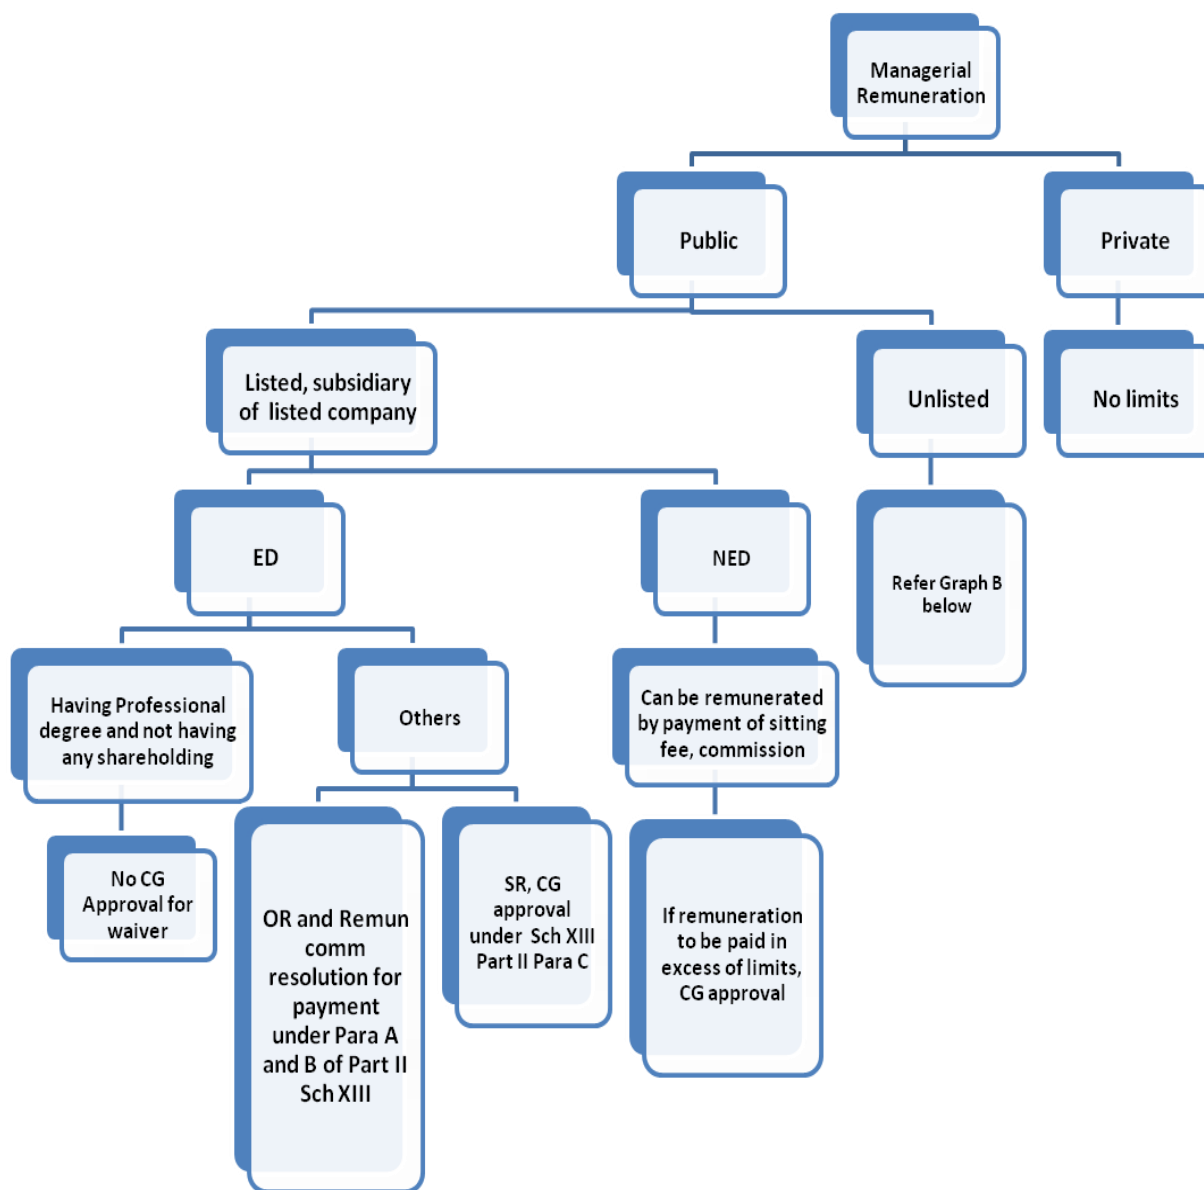 Managerial
Remuneration
Public
Private
Listed, subsidiary
of listed company
Unlisted
No limits
ED
NED
Refer Graph B
below
Having Professional
degree and not having
any shareholding
Others
Can be remunerated
by payment of sitting
fee, commission
No CG
Approval for
waiver
OR and Remun
comm
resolution for
payment
under Para A
and B of Part II
Sch XIII
SR, CG
approval
under Sch XIII
Part II Para C
If remuneration
to be paid in
excess of limits,
CG approval